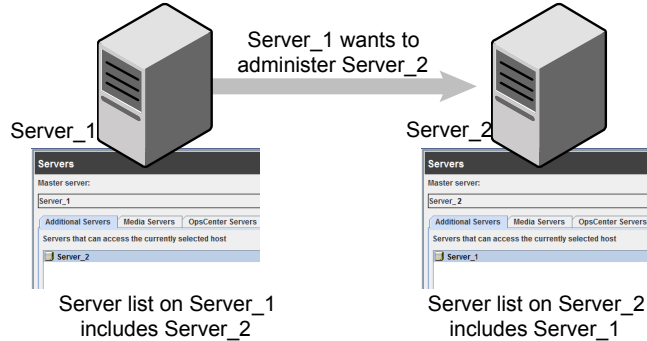 Server_1 wants to
administer Server_2
Server_1
Servers
Master server:
Server_1
Additional Servers Media Servers OpsCenter Servers
Servers that can access the currently selected host
Server_2
Server list on Server_1
includes Server_2
Server_2
Servers
Master server:
Server_2
Additional Servers Media Servers OpsCenter Servers
Servers that can access the currently selected host
Server_1
Server list on Server_2
includes Server_1